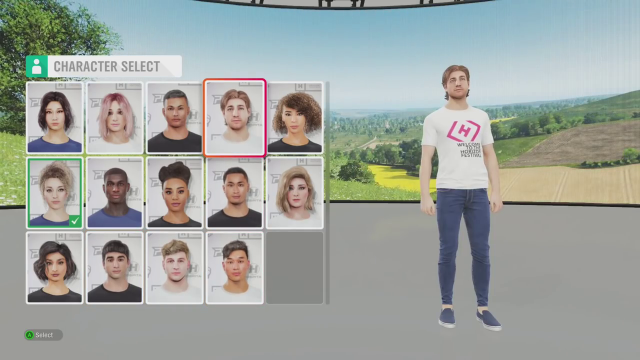 CHARACTER SELECT
H
WELCOME
TO THE
HORIZON
FESTIVAL
A Select